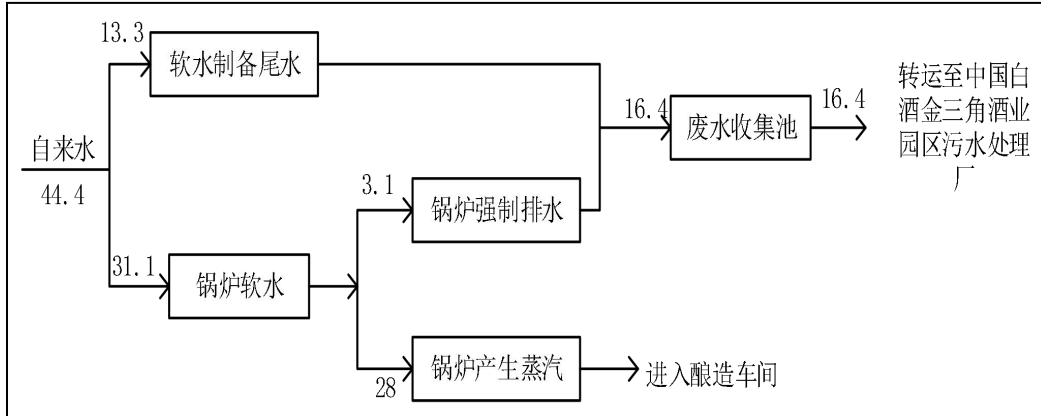 13.3
软水制备尾水
自来水
44.4
16.4
废水收集池
16.4
转运至中国白
酒金三角酒业
园区污水处理
厂
3.1
锅炉强制排水
31.1
锅炉软水
28
锅炉产生蒸汽
进入酿造车间